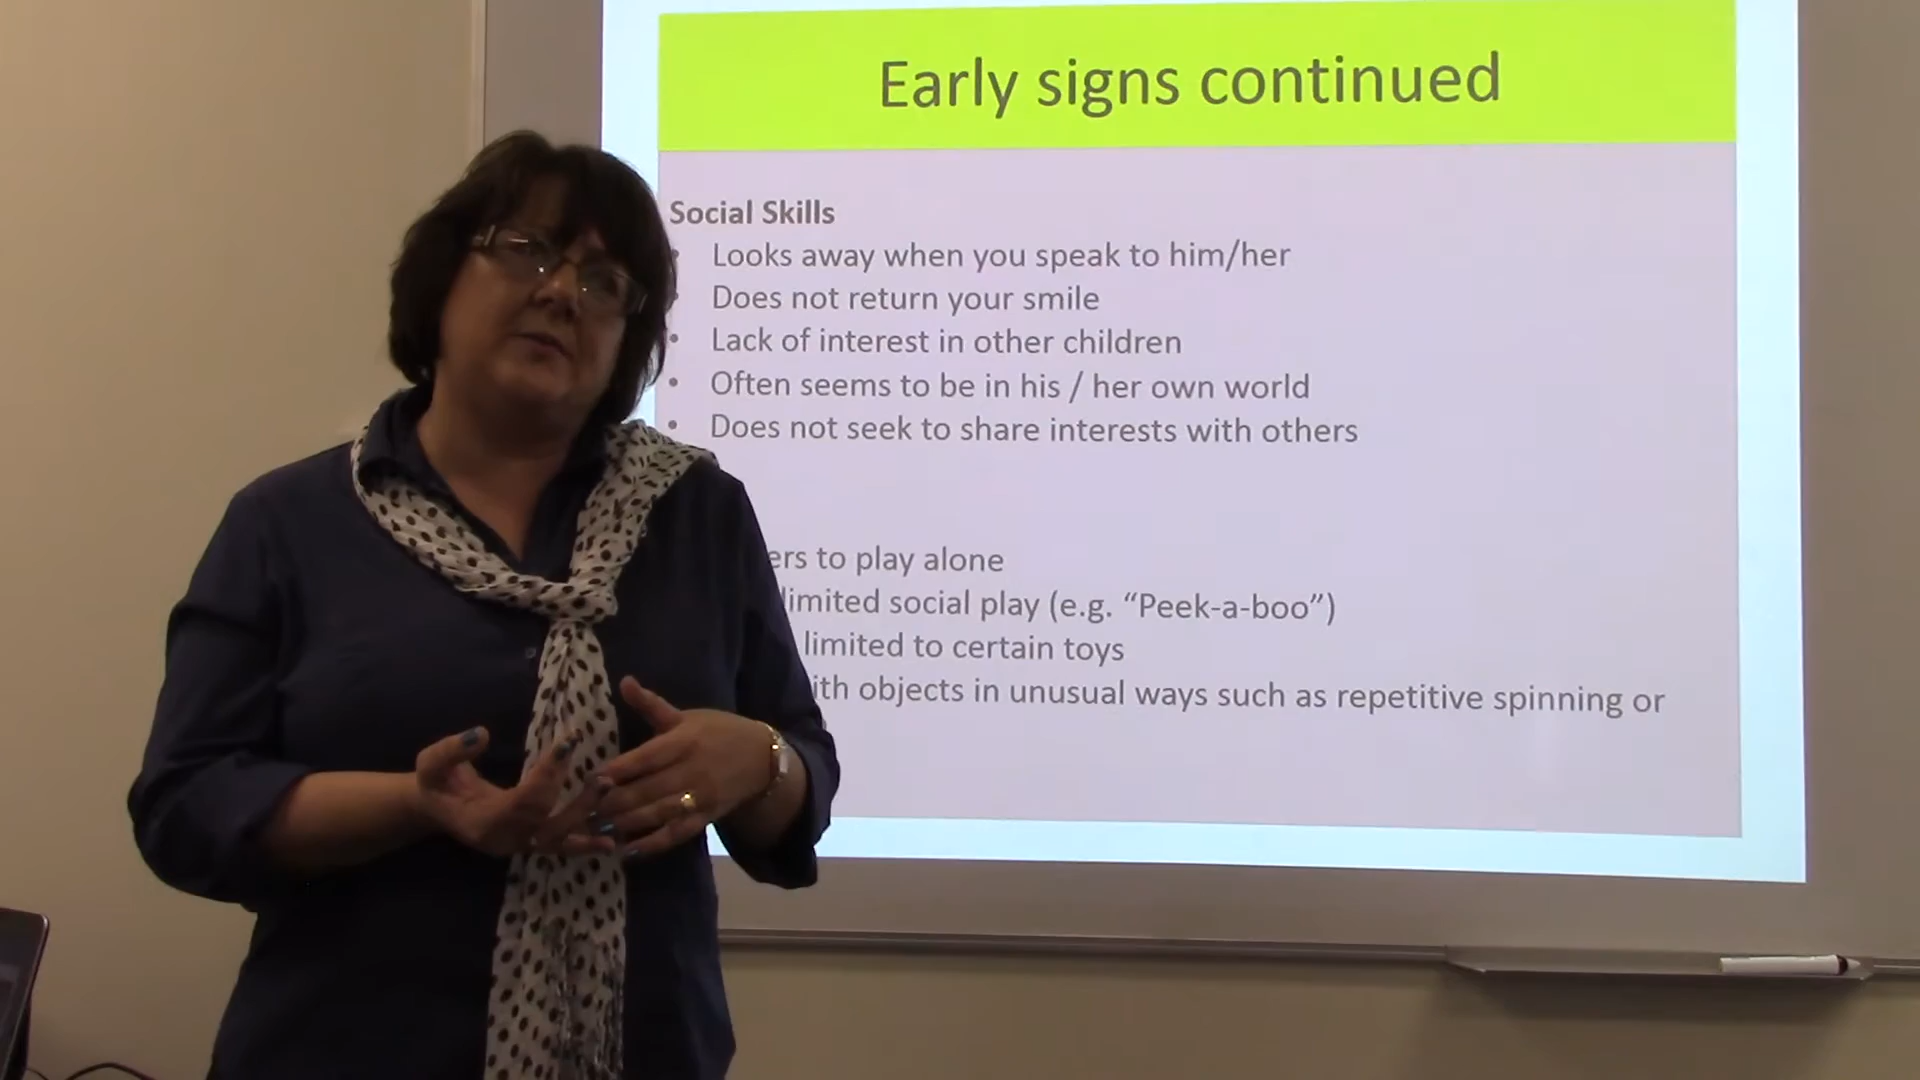 Early signs continued
Social Skills
• Looks away when you speak to him/her
• Does not return your smile
• Lack of interest in other children
• Often seems to be in his / her own world
• Does not seek to share interests with others
to play alone
limited social play (e.g. “Peek-a-boo”)
limited to certain toys
objects in unusual ways such as repetitive spinning or